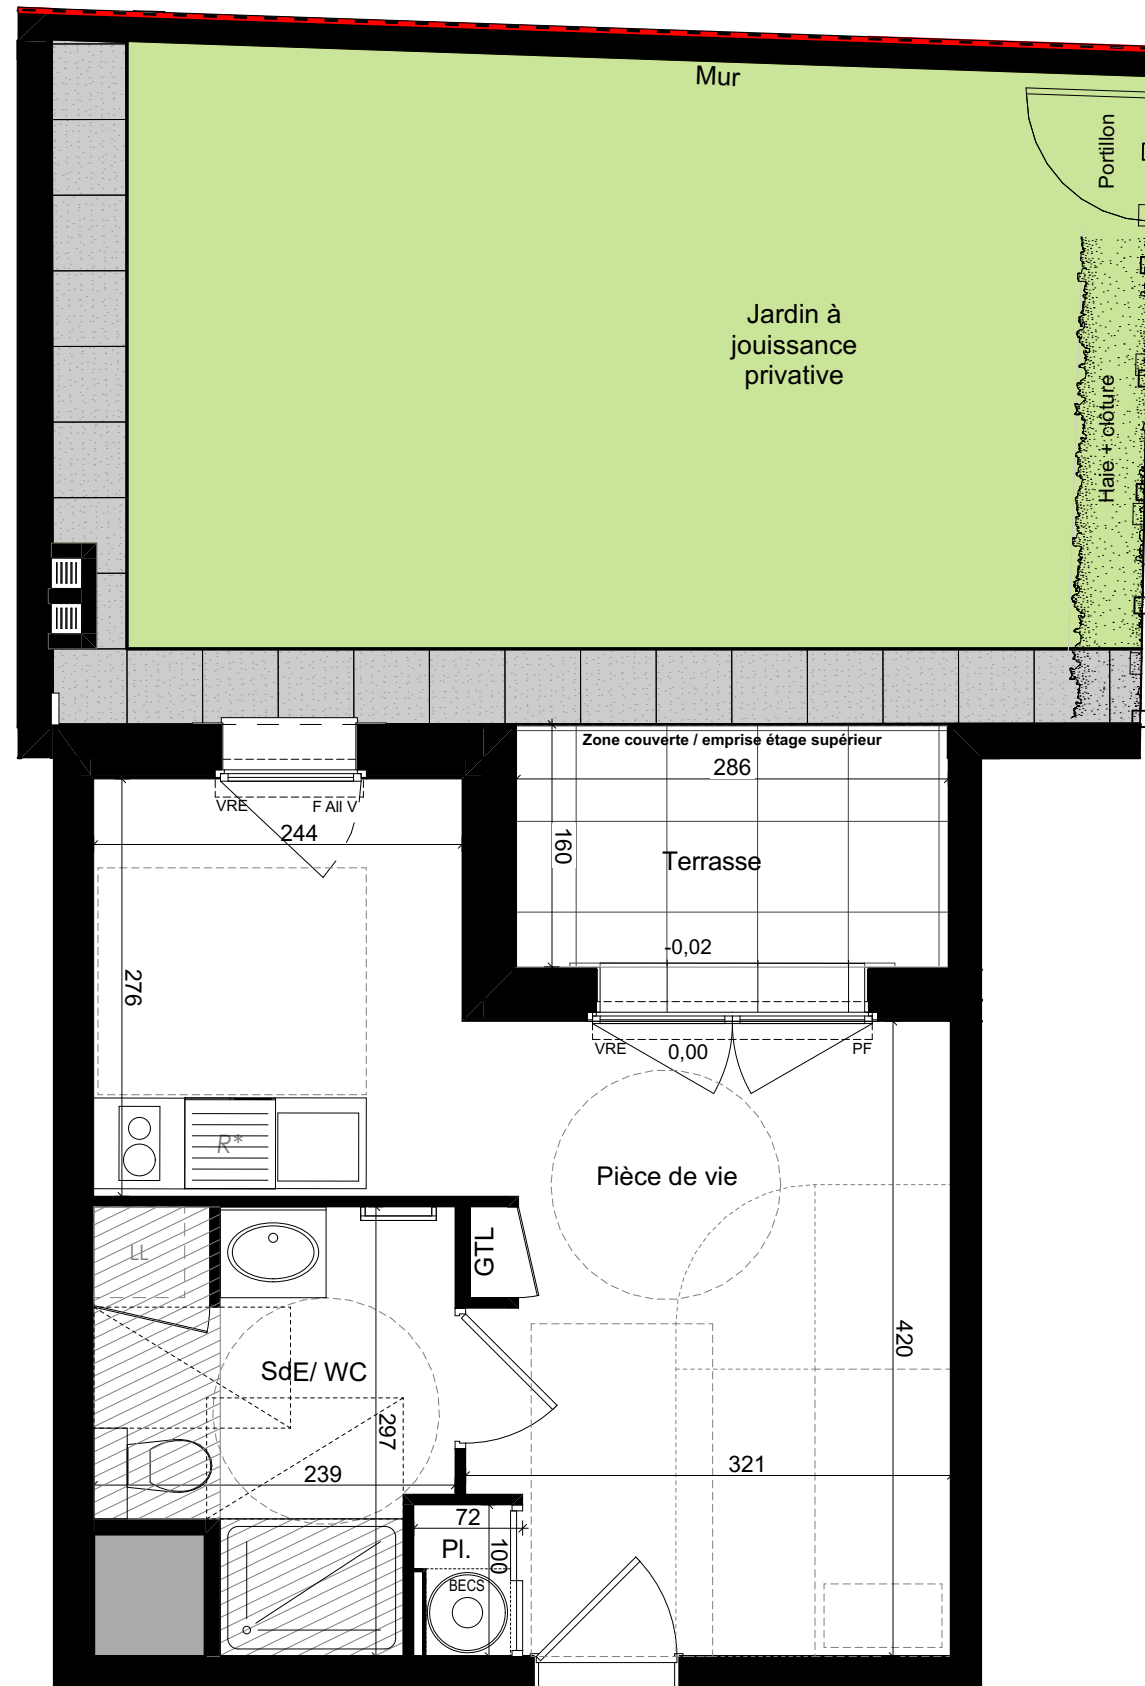 Mur
Portillon
Jardin à
jouissance
privative
Haie + clôture
Zone couverte / emprise étage supérieur
286
VRE
F All V
244
160
Terrasse
-0,02
276
VRE
0,00
PF
R*
Pièce de vie
LL
GTL
420
SdE/ WC
297
239
321
72
Pl.
100
BECS